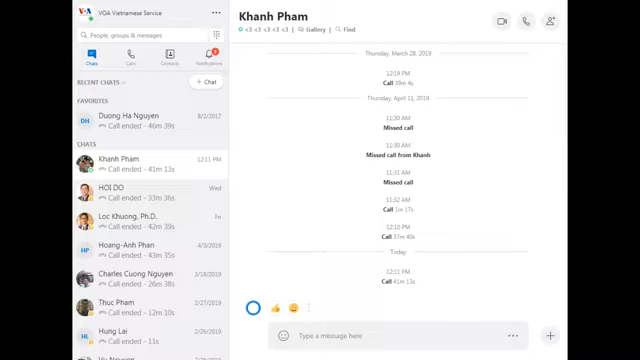 VOA Vietnamese Service
People, groups & messages
Chats
Calls
Contacts
Notifications
RECENT CHATS
+ Chat
FAVORITES
DH
Duong Ha Nguyen
8/2/2017
Call ended - 46m 39s
CHATS
Khanh Pham
12:11 PM
Call ended - 41m 13s
HOI DO
Wed
Call ended - 33m 36s
Loc Khuong, Ph.D.
Fri
Call ended - 42m 39s
HP
Hoang-Anh Phan
4/3/2019
Call ended - 43m 35s
Charles Cuong Nguyen
3/18/2019
Call ended - 26m 38s
Thuc Pham
2/27/2019
Call ended - 12m 10s
HL
Hung Lai
2/26/2019
Call ended - 11s
Vu Nguyen
Khanh Pham
<3 <3 <3 <3 <3 | Gallery | Find
Thursday, March 28, 2019
12:19 PM
Call 39m 4s
Thursday, April 11, 2019
11:30 AM
Missed call
11:30 AM
Missed call from Khanh
11:31 AM
Missed call
11:32 AM
Call 1m 17s
12:10 PM
Call 37m 40s
Today
12:11 PM
Call 41m 13s
Type a message here